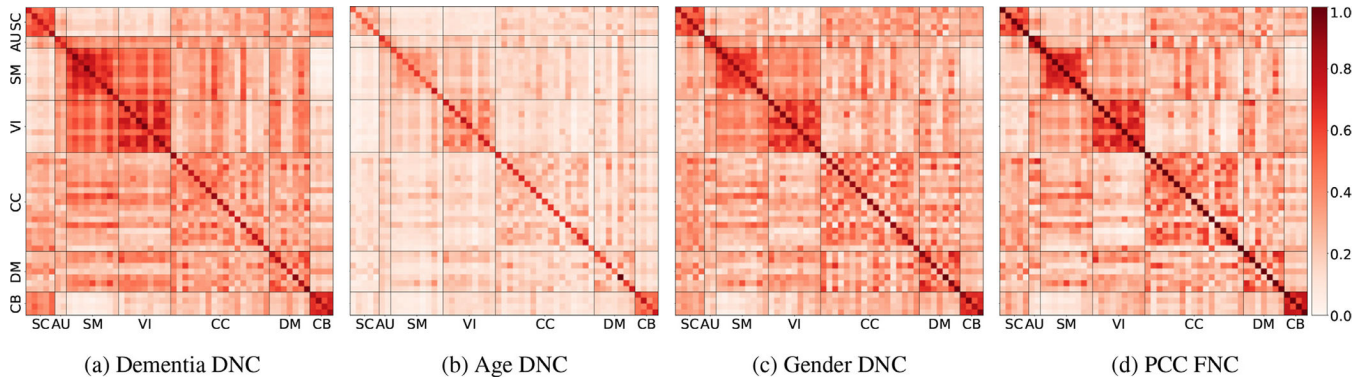 SC
AU
SM
VI
CC
DM
CB
SC AU SM VI CC DM CB
SC AU SM VI CC DM CB
SC AU SM VI CC DM CB
SC AU SM VI CC DM CB
1.0
0.8
0.6
0.4
0.2
0.0
(a) Dementia DNC
(b) Age DNC
(c) Gender DNC
(d) PCC FNC